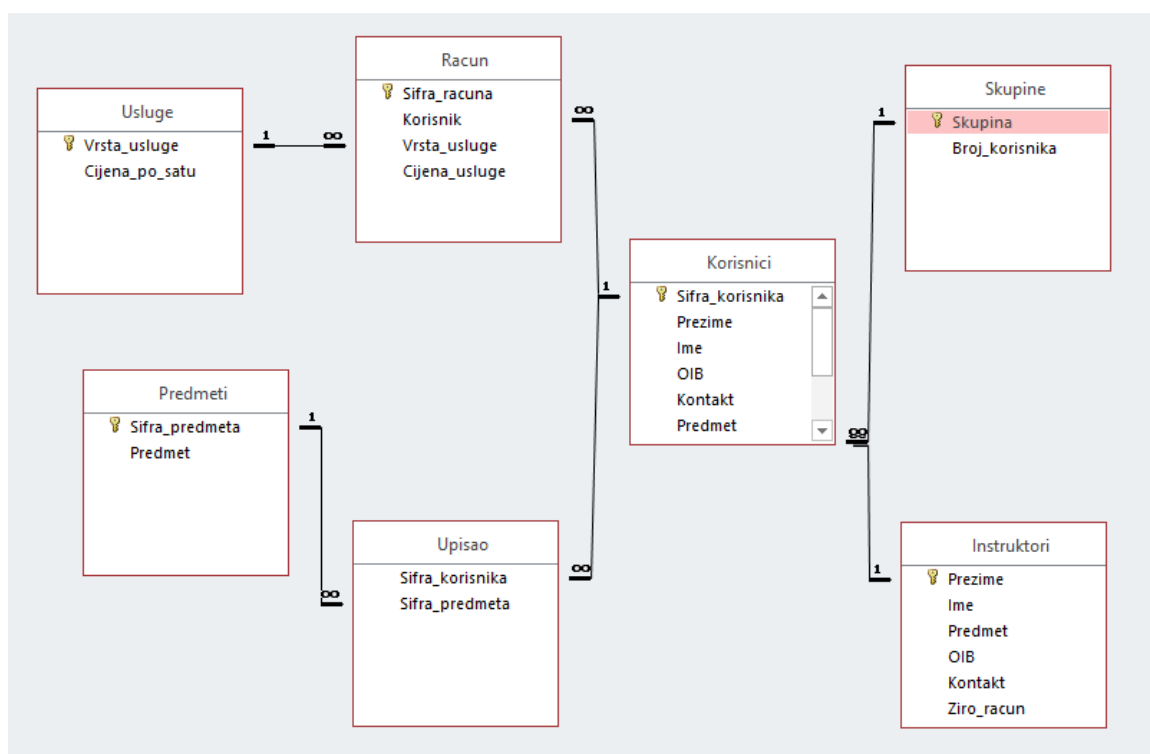 Usluge
Vrsta_usluge
Cijena_po_satu
1
∞
Racun
Sifra_racuna
Korisnik
Vrsta_usluge
Cijena_usluge
∞
1
Korisnici
Sifra_korisnika
Prezime
Ime
OIB
Kontakt
Predmet
1
Skupine
Skupina
Broj_korisnika
Predmeti
Sifra_predmeta
Predmet
1
∞
Upisao
Sifra_korisnika
Sifra_predmeta
∞
∞
1
Instruktori
Prezime
Ime
Predmet
OIB
Kontakt
Ziro_racun